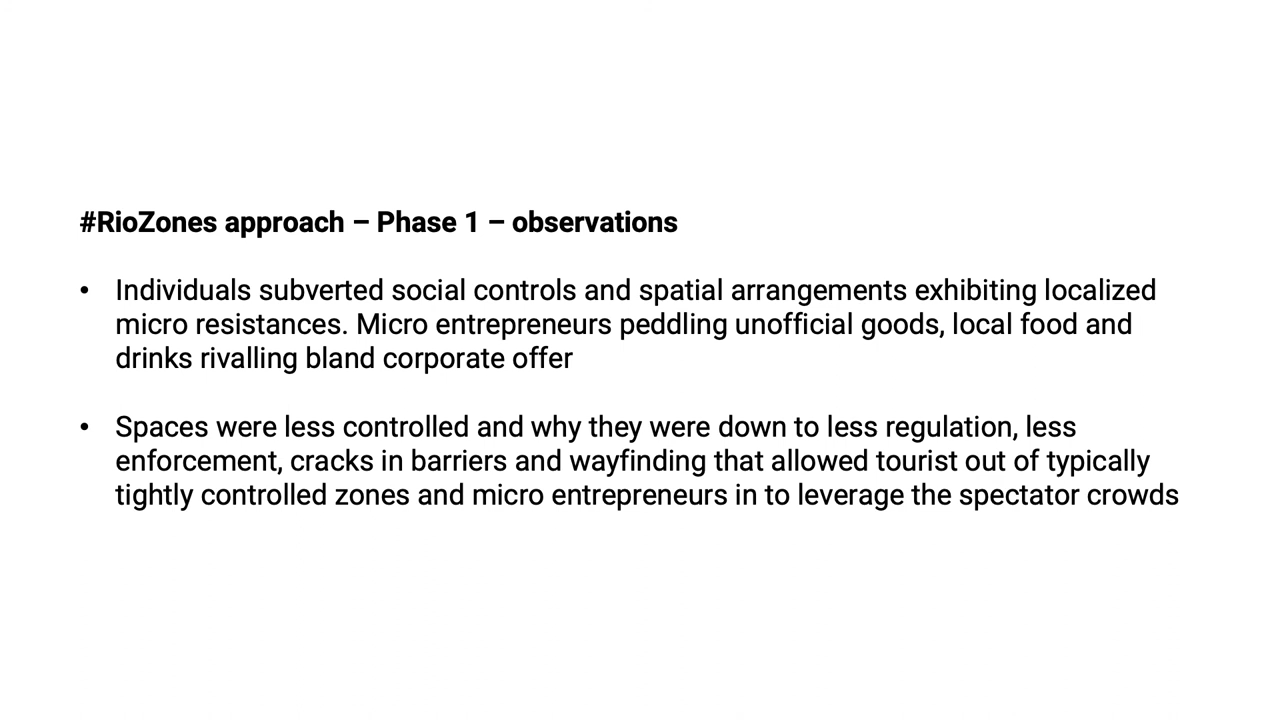 #RioZones approach – Phase 1 – observations
• Individuals subverted social controls and spatial arrangements exhibiting localized
micro resistances. Micro entrepreneurs peddling unofficial goods, local food and
drinks rivalling bland corporate offer
• Spaces were less controlled and why they were down to less regulation, less
enforcement, cracks in barriers and wayfinding that allowed tourist out of typically
tightly controlled zones and micro entrepreneurs in to leverage the spectator crowds